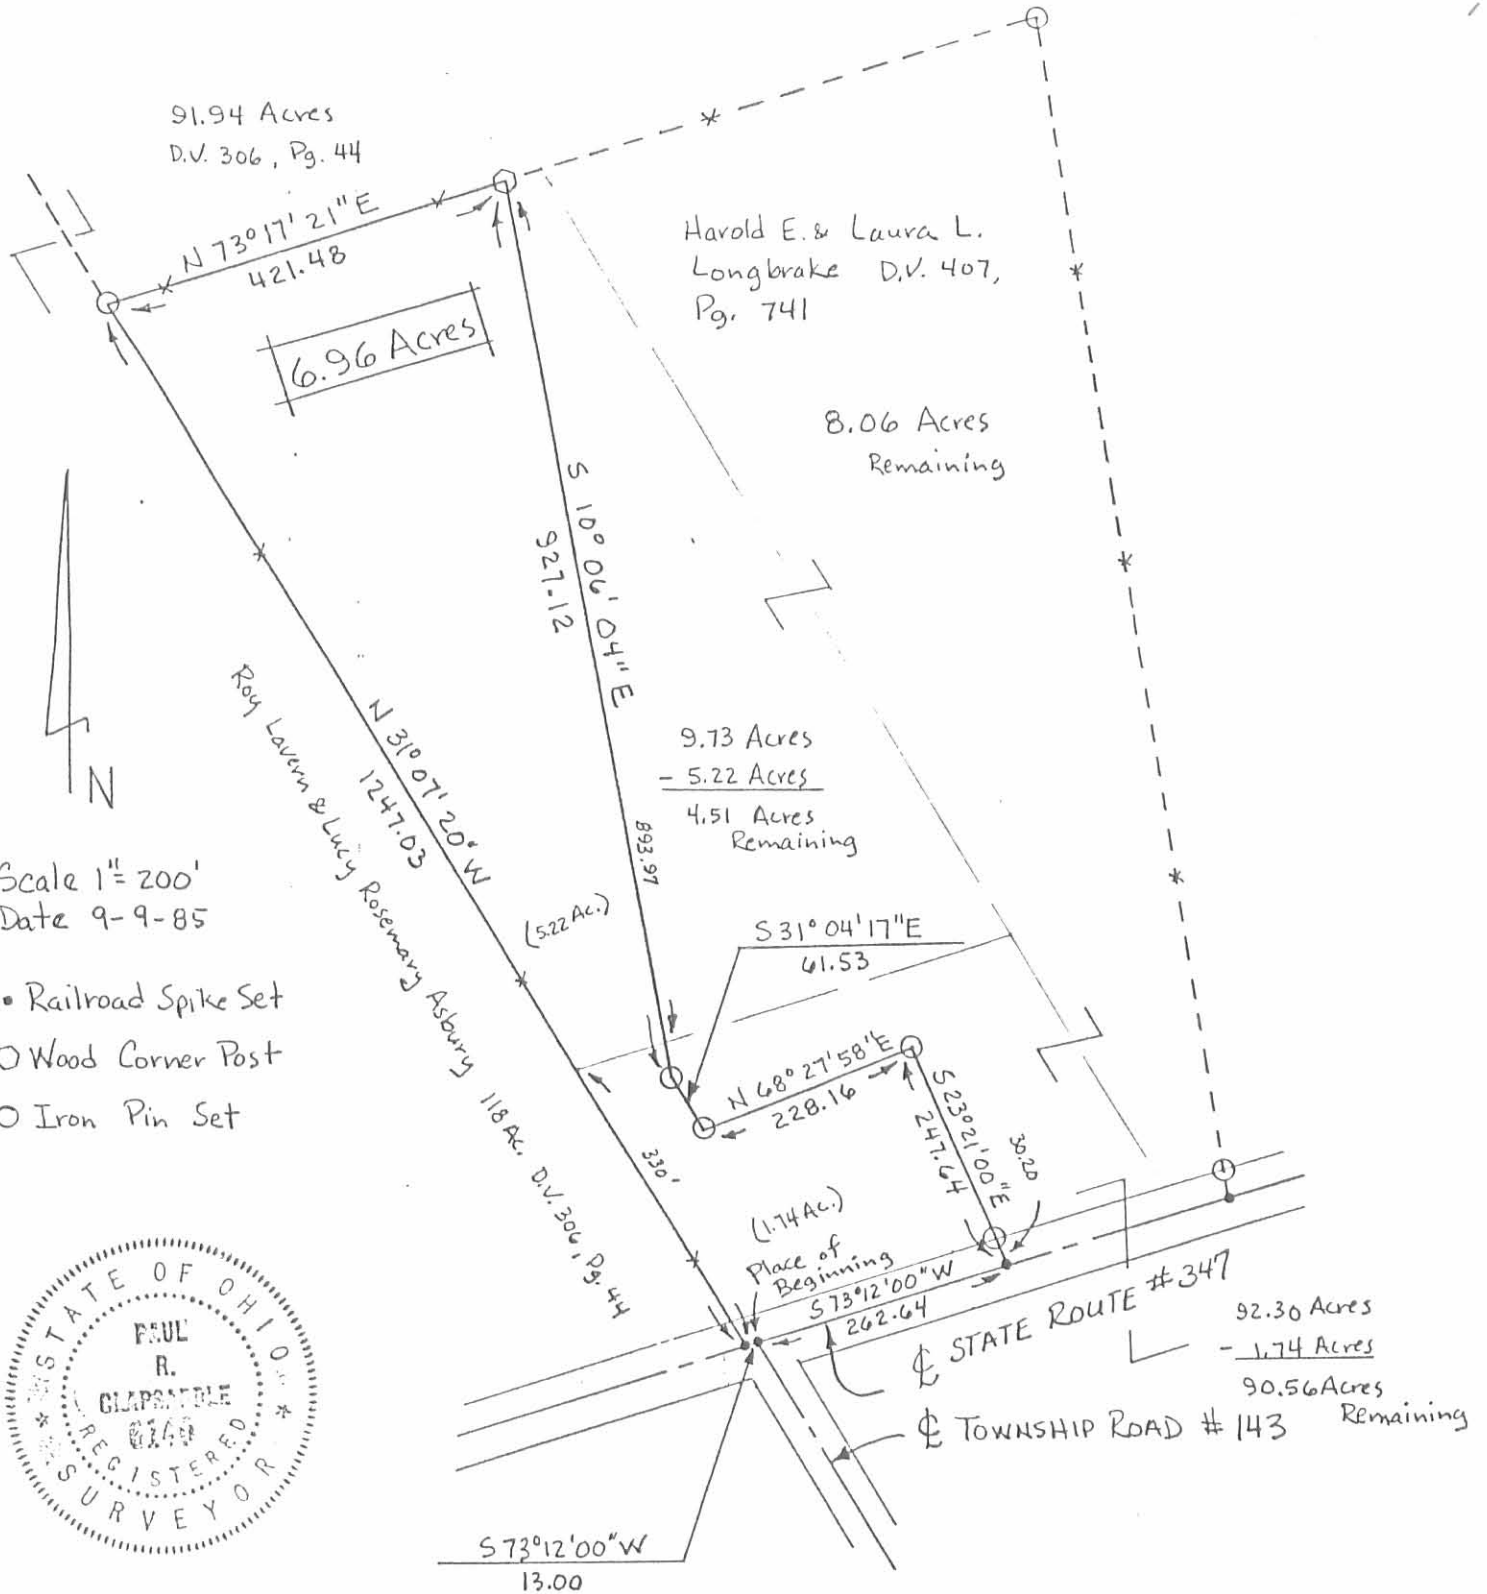 91.94 Acres
D.V. 306, Pg. 44
N 73° 17' 21" E
421.48
6.96 Acres
Harold E. & Laura L.
Longbrake D.V. 407,
Pg. 741
8.06 Acres
Remaining
S 10° 06' 04" E
927.12
893.97
N 31° 07' 20" W
1247.03
Roy Lavern & Lucy Rosemary Asbury 118 Ac. D.V. 306, Pg. 44
9.73 Acres
- 5.22 Acres
4.51 Acres
Remaining
N
Scale 1" = 200'
Date 9-9-85
• Railroad Spike Set
Wood Corner Post
Iron Pin Set
(5.22 Ac.)
S 31° 04' 17" E
61.53
N 68° 27' 58" E
228.16
S 23° 21' 00" E
247.64
30.20
330'
(1.74 Ac.)
Place of
Beginning
S 73° 12' 00" W
262.64
℄ STATE ROUTE # 347
℄ TOWNSHIP ROAD # 143
92.30 Acres
- 1.74 Acres
90.56 Acres
Remaining
S 73° 12' 00" W
13.00
STATE OF OHIO
PAUL
R.
REGISTERED
SURVEYOR